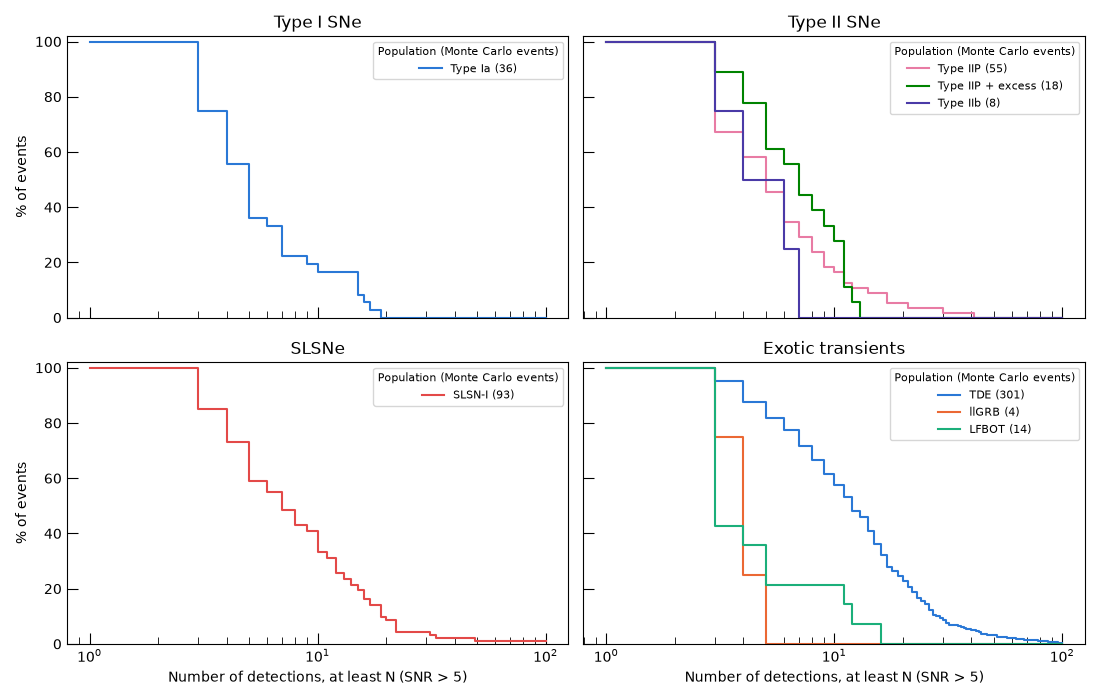 Type I SNe
Population (Monte Carlo events)
Type Ia (36)
100
80
60
40
20
0
% of events
Type II SNe
Population (Monte Carlo events)
Type IIP (55)
Type IIP + excess (18)
Type IIb (8)
SLSNe
Population (Monte Carlo events)
SLSN-I (93)
100
80
60
40
20
0
% of events
10⁰
10¹
10²
Number of detections, at least N (SNR > 5)
Exotic transients
Population (Monte Carlo events)
TDE (301)
llGRB (4)
LFBOT (14)
10⁰
10¹
10²
Number of detections, at least N (SNR > 5)